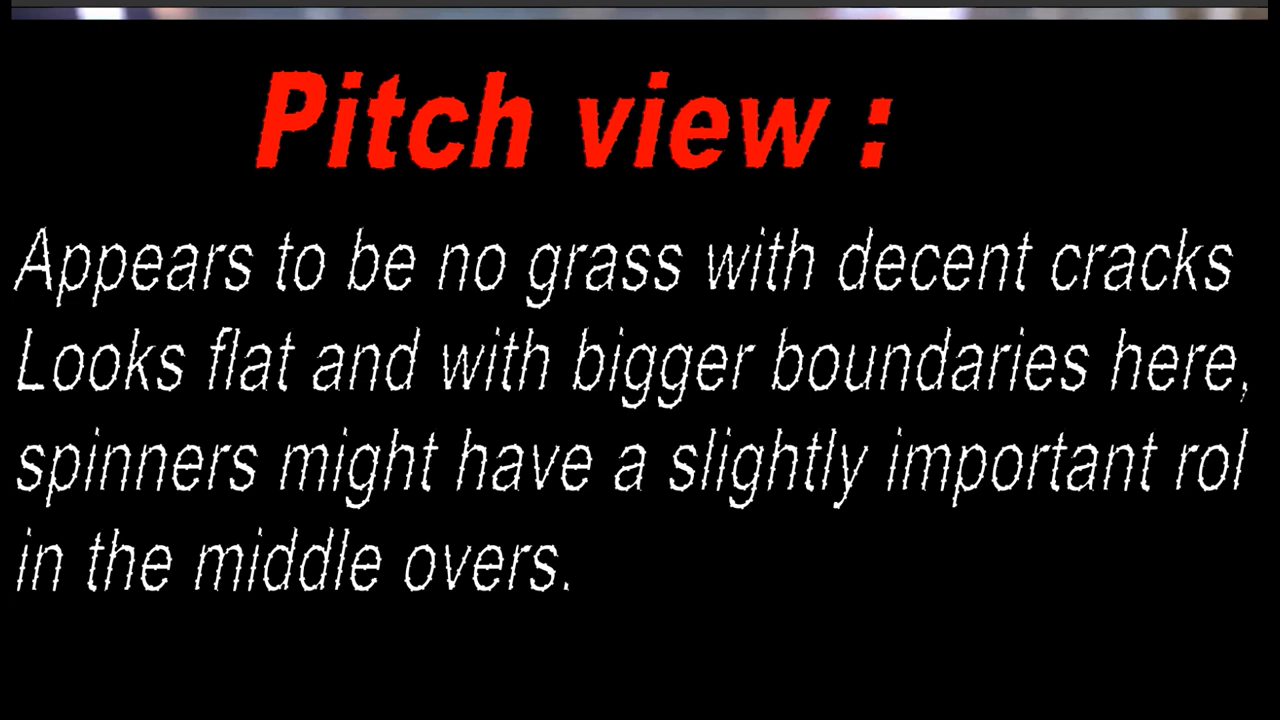 Pitch view :
Appears to be no grass with decent cracks
Looks flat and with bigger boundaries here,
spinners might have a slightly important rol
in the middle overs.